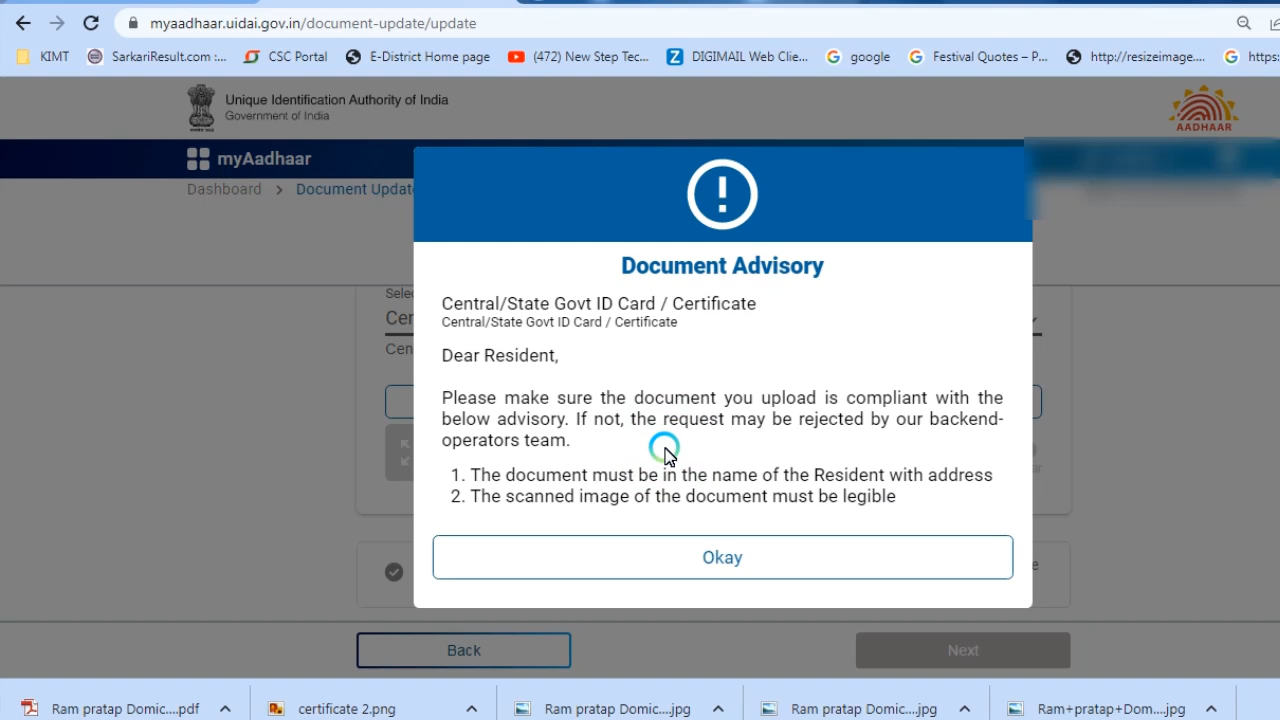 myaadhaar.uidai.gov.in/document-update/update
KIMT
SarkariResult.com :...
CSC Portal
E-District Home page
(472) New Step Tec...
DIGIMAIL Web Clie...
google
Festival Quotes – P...
http://resizeimage....
https:
Unique Identification Authority of India
Government of India
AADHAAR
myAadhaar
Dashboard > Document Updat
Document Advisory
Central/State Govt ID Card / Certificate
Central/State Govt ID Card / Certificate
Dear Resident,
Please make sure the document you upload is compliant with the
below advisory. If not, the request may be rejected by our backend-
operators team.
1. The document must be in the name of the Resident with address
2. The scanned image of the document must be legible
Okay
Selec
Cer
Cen
Back
Next
Ram pratap Domic....pdf
certificate 2.png
Ram pratap Domic....jpg
Ram pratap Domic....jpg
Ram+pratap+Dom....jpg